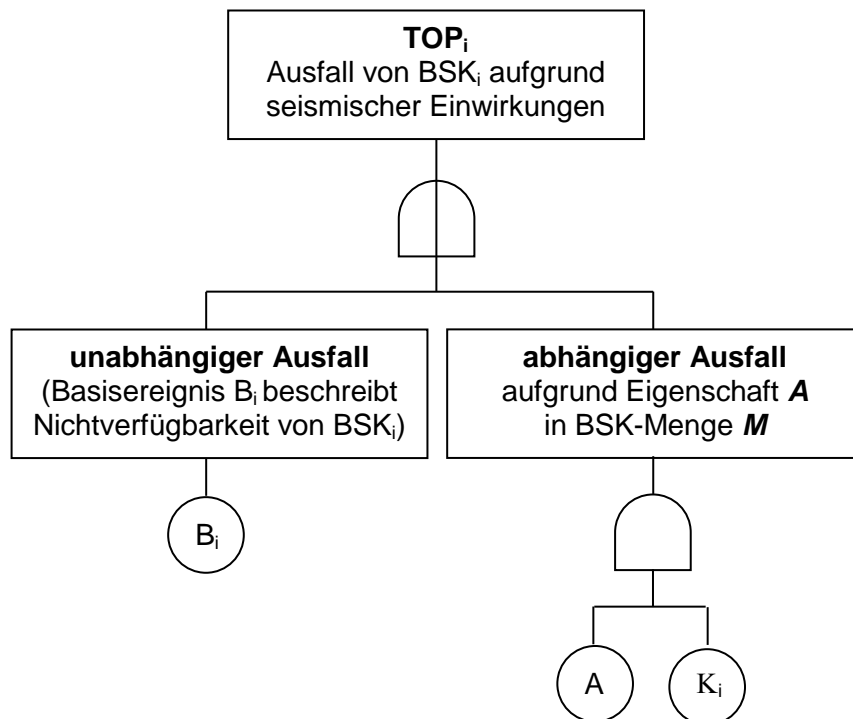 TOPi
Ausfall von BSKi aufgrund
seismischer Einwirkungen
unabhängiger Ausfall
(Basisereignis Bi beschreibt
Nichtverfügbarkeit von BSKi)
abhängiger Ausfall
aufgrund Eigenschaft A
in BSK-Menge M
Bi
A
Ki